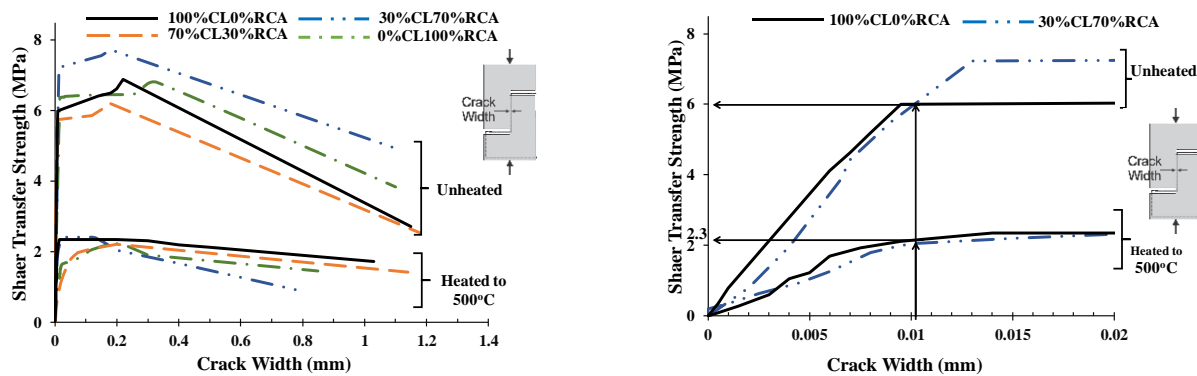 100%CL0%RCA
30%CL70%RCA
70%CL30%RCA
0%CL100%RCA
Shaer Transfer Strength (MPa)
8
6
4
2
0
Crack
Width
Unheated
Heated to
500°C
0 0.2 0.4 0.6 0.8 1 1.2 1.4
Crack Width (mm)
100%CL0%RCA
30%CL70%RCA
Shaer Transfer Strength (MPa)
8
6
4
2.3
2
0
Unheated
Crack
Width
Heated to
500°C
0 0.005 0.01 0.015 0.02
Crack Width (mm)